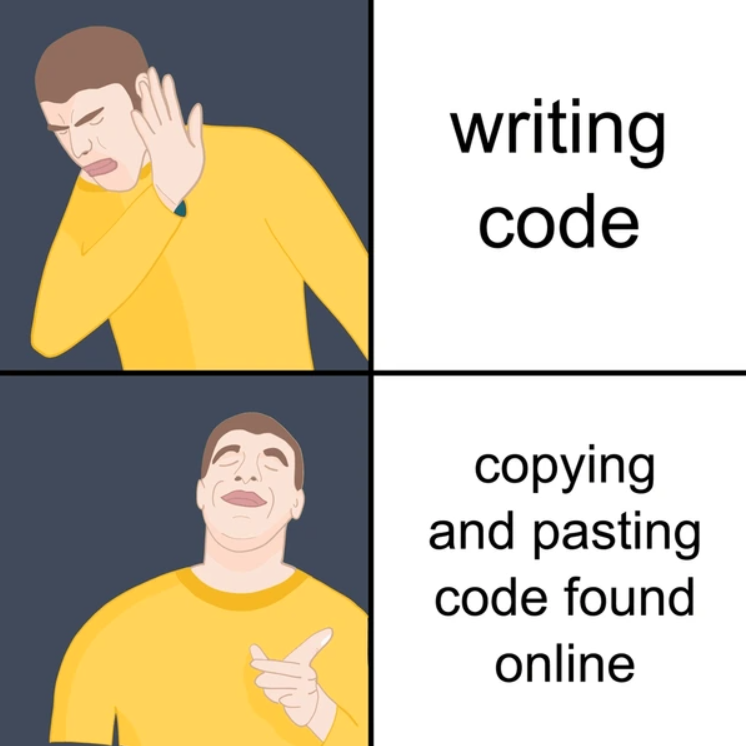 writing
code
copying
and pasting
code found
online